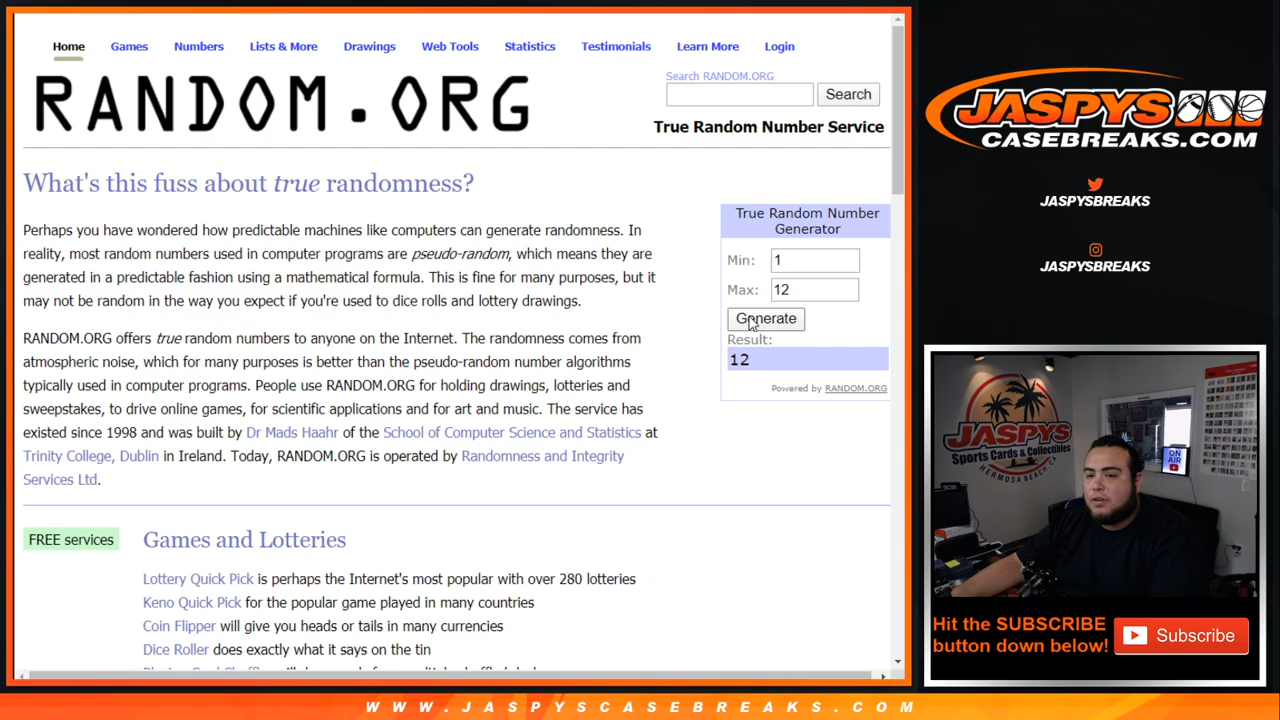 Home Games Numbers Lists & More Drawings Web Tools Statistics Testimonials Learn More Login
RANDOM.ORG
Search RANDOM.ORG
Search
True Random Number Service
What's this fuss about true randomness?
Perhaps you have wondered how predictable machines like computers can generate randomness. In
reality, most random numbers used in computer programs are pseudo-random, which means they are
generated in a predictable fashion using a mathematical formula. This is fine for many purposes, but it
may not be random in the way you expect if you're used to dice rolls and lottery drawings.
RANDOM.ORG offers true random numbers to anyone on the Internet. The randomness comes from
atmospheric noise, which for many purposes is better than the pseudo-random number algorithms
typically used in computer programs. People use RANDOM.ORG for holding drawings, lotteries and
sweepstakes, to drive online games, for scientific applications and for art and music. The service has
existed since 1998 and was built by Dr Mads Haahr of the School of Computer Science and Statistics at
Trinity College, Dublin in Ireland. Today, RANDOM.ORG is operated by Randomness and Integrity
Services Ltd.
True Random Number
Generator
Min: 1
Max: 12
Generate
Result:
12
Powered by RANDOM.ORG
FREE services
Games and Lotteries
Lottery Quick Pick is perhaps the Internet's most popular with over 280 lotteries
Keno Quick Pick for the popular game played in many countries
Coin Flipper will give you heads or tails in many currencies
Dice Roller does exactly what it says on the tin
JASPYS
CASEBREAKS.COM
JASPYSBREAKS
JASPYSBREAKS
JASPYS
Sports Cards & Collectibles
HERMOSA BEACH, CA
ON
AIR
Hit the SUBSCRIBE
button down below!
Subscribe
WWW.JASPYSCASEBREAKS.COM